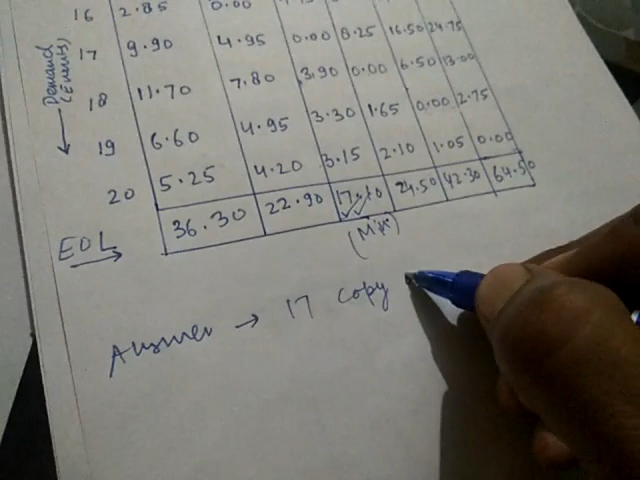 16 2.85 0.00
17 9.90 4.95 0.00 8.25 16.50 24.75
18 11.70 7.80 3.90 0.00 6.50 13.00
19 6.60 4.95 3.30 1.65 0.00 2.75
20 5.25 4.20 3.15 2.10 1.05 0.00
EOL 36.30 22.90 17.10 24.50 42.30 64.50
(Min)
Demand
(Events)
Answer → 17 copy